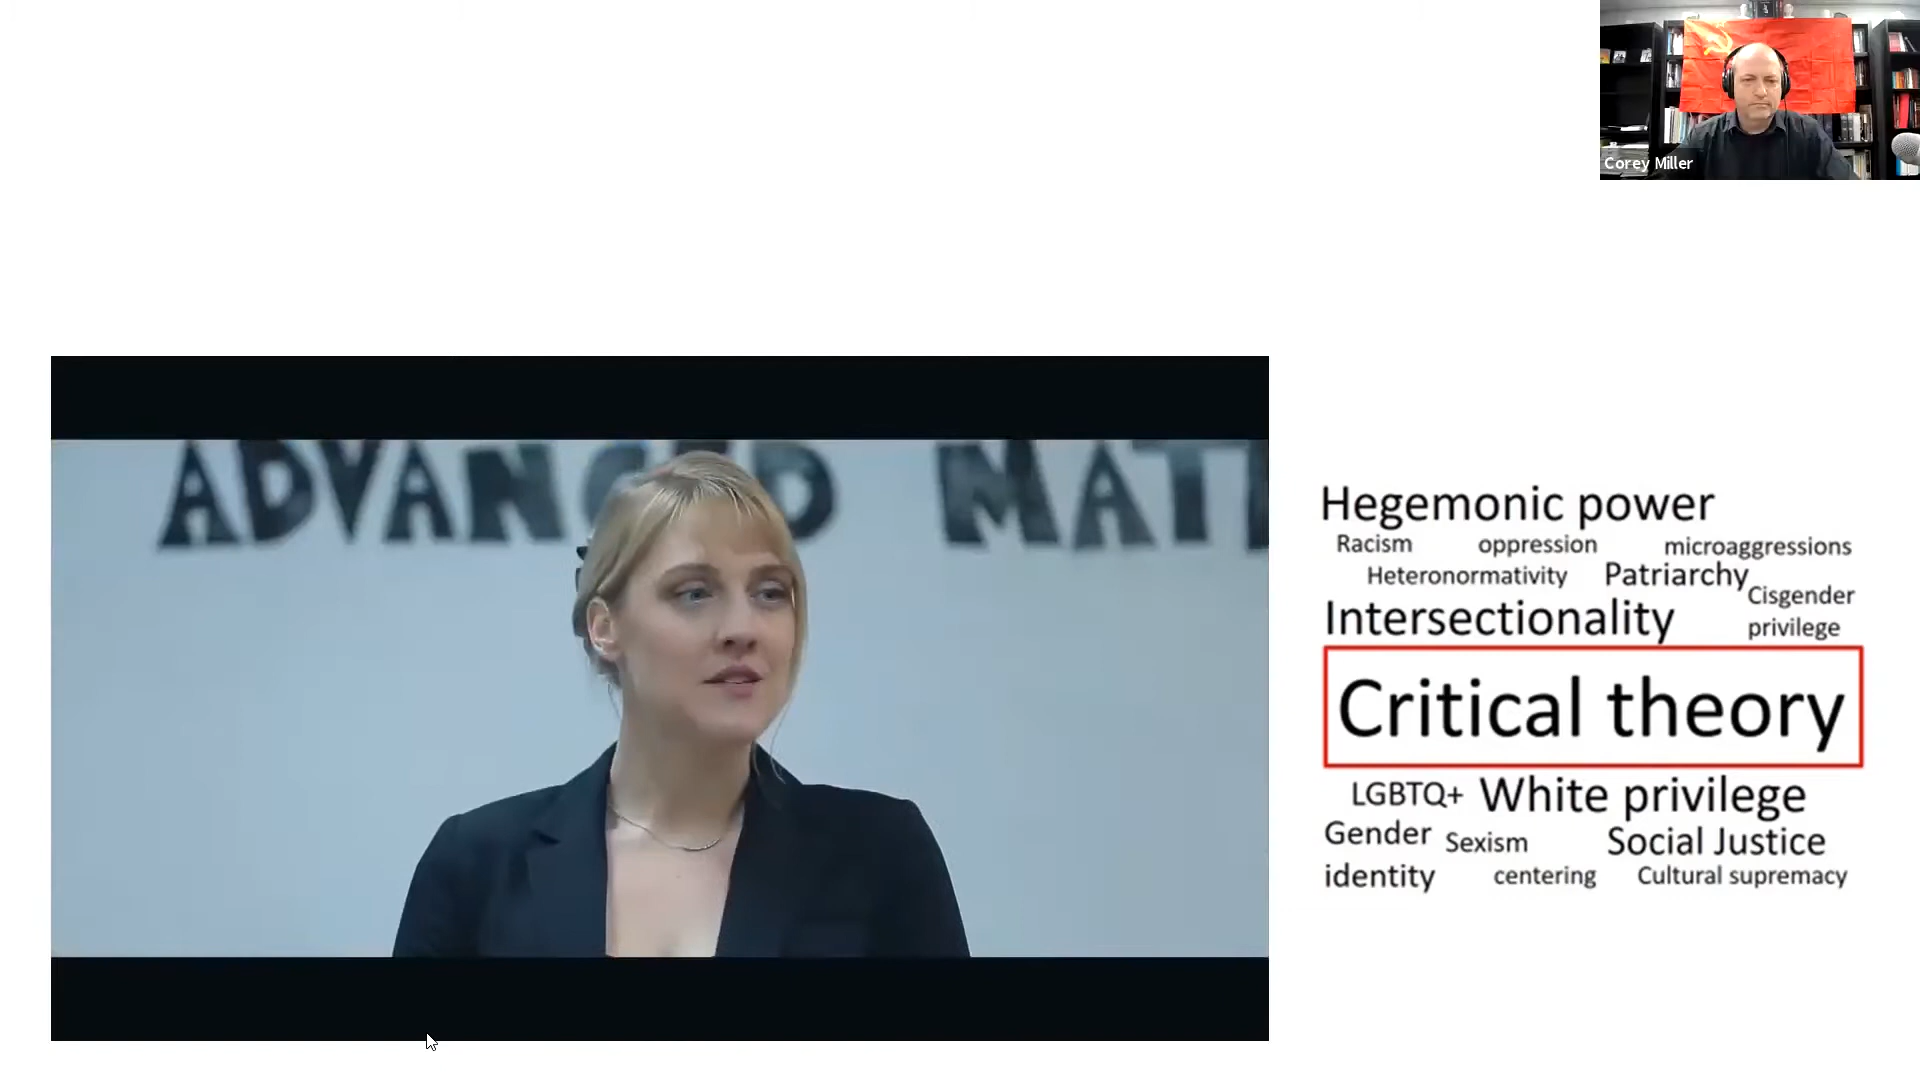 Corey Miller
ADVANCED MAT
Hegemonic power
Racism oppression microaggressions
Heteronormativity Patriarchy
Cisgender
Intersectionality privilege
Critical theory
LGBTQ+ White privilege
Gender Sexism Social Justice
identity centering Cultural supremacy